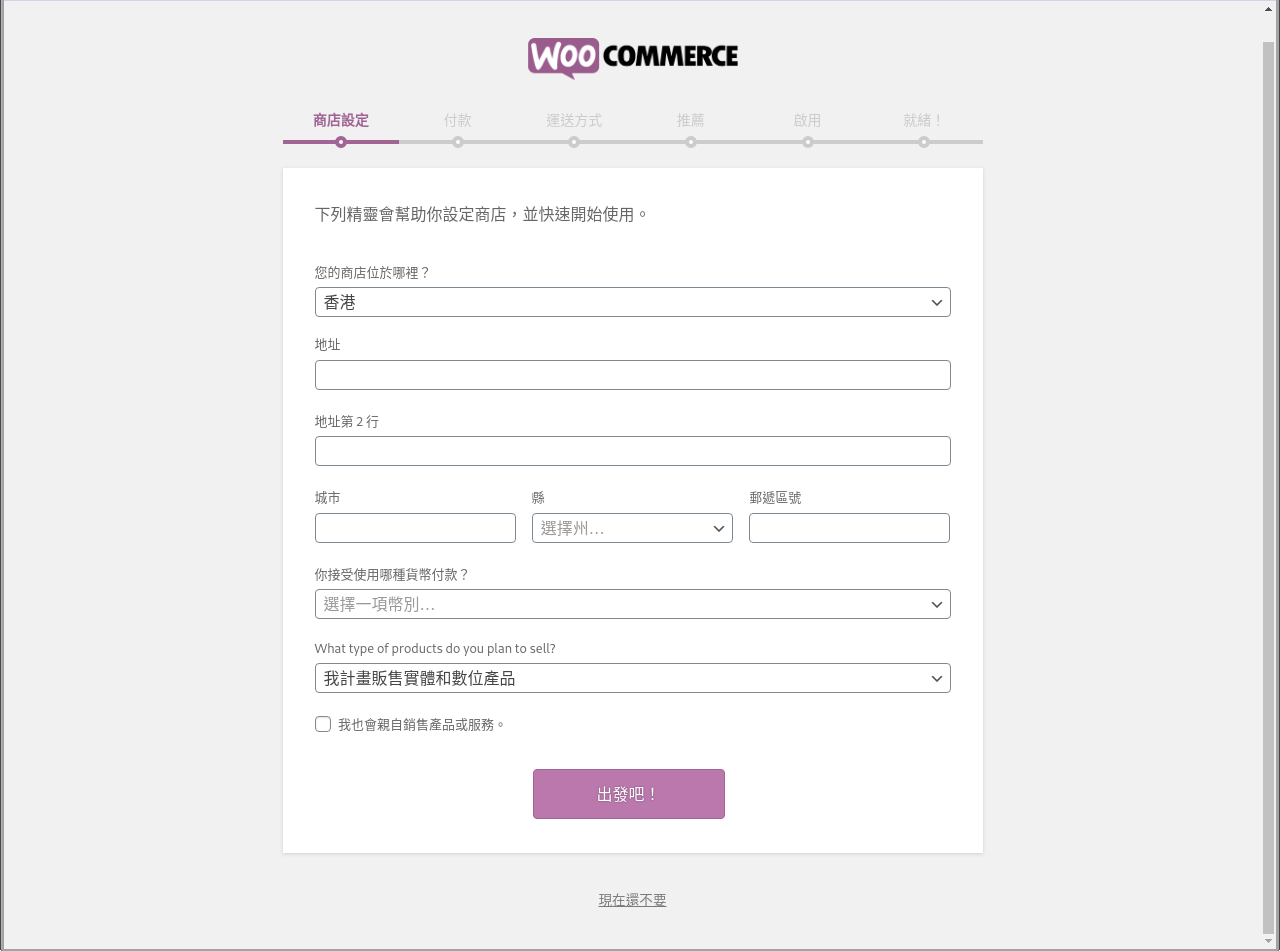 WOO COMMERCE
商店設定 付款 運送方式 推薦 啟用 就緒！
下列精靈會幫助你設定商店，並快速開始使用。
您的商店位於哪裡？
香港
地址
地址第 2 行
城市 縣 郵遞區號
選擇州…
你接受使用哪種貨幣付款？
選擇一項幣別…
What type of products do you plan to sell?
我計畫販售實體和數位產品
我也會親自銷售產品或服務。
出發吧！
現在還不要